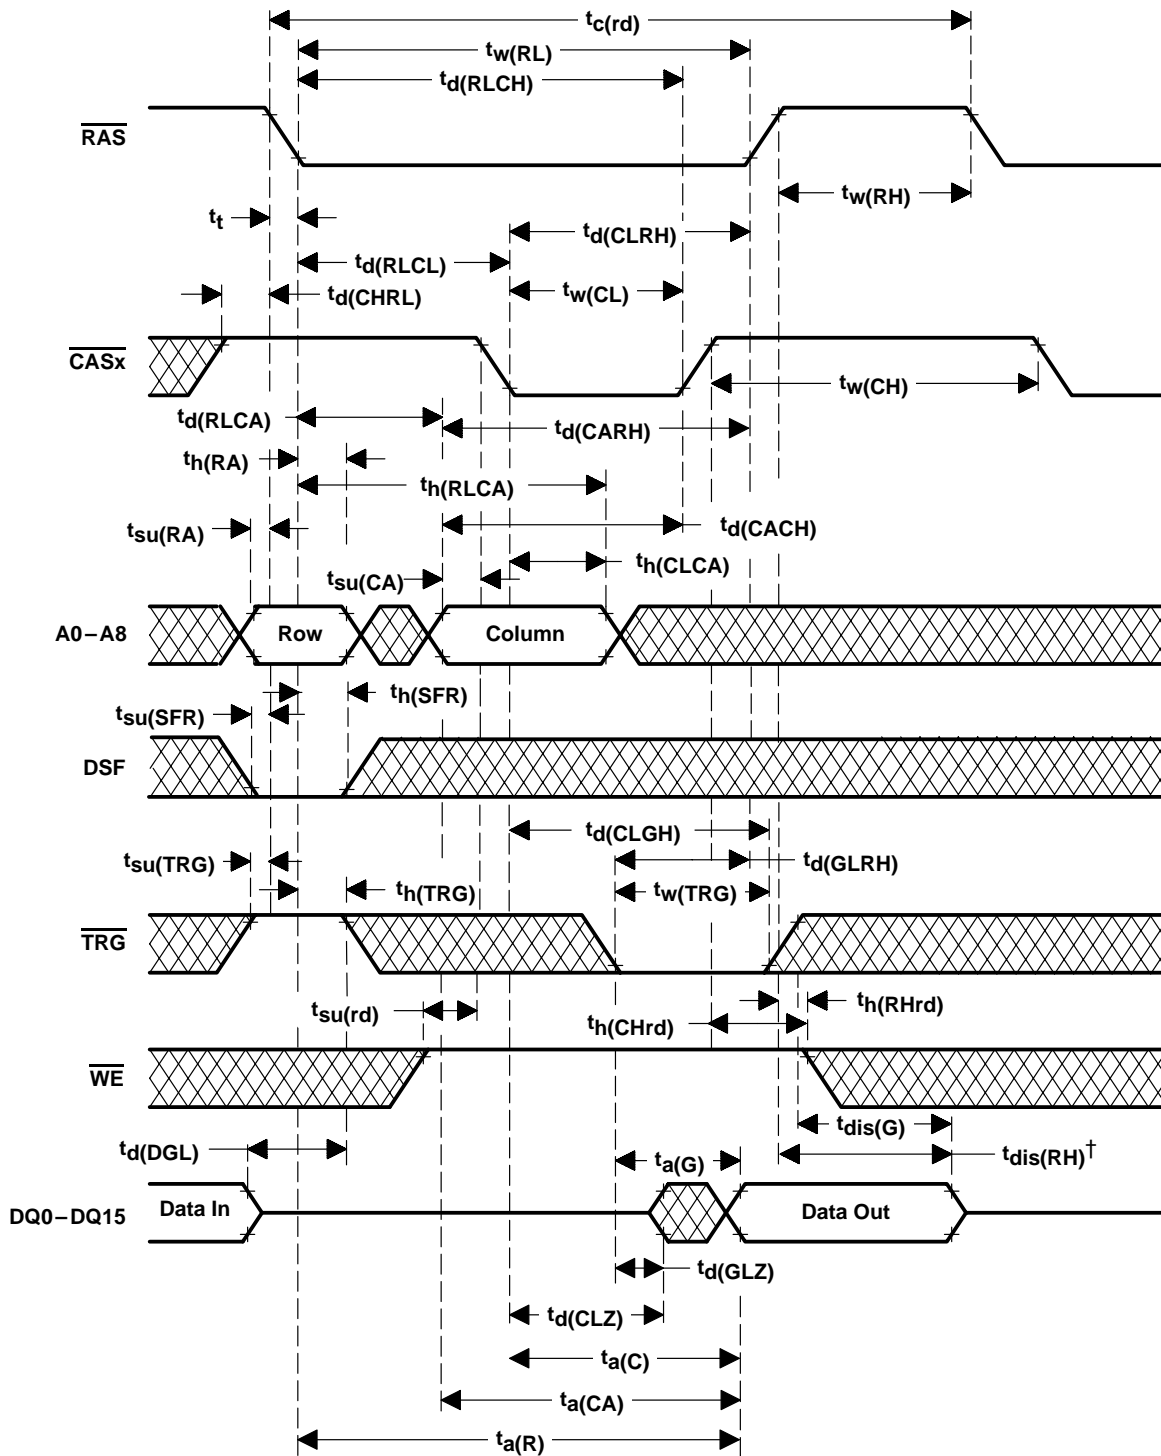 tc(rd)
tw(RL)
td(RLCH)
RAS
tw(RH)
tt
td(CLRH)
td(RLCL)
td(CHRL)
tw(CL)
CASx
tw(CH)
td(RLCA)
td(CARH)
th(RA)
th(RLCA)
tsu(RA)
td(CACH)
th(CLCA)
tsu(CA)
A0–A8
Row
Column
th(SFR)
tsu(SFR)
DSF
td(CLGH)
tsu(TRG)
td(GLRH)
th(TRG)
tw(TRG)
TRG
tsu(rd)
th(RHrd)
th(CHrd)
WE
tdis(G)
td(DGL)
ta(G)
tdis(RH)†
DQ0–DQ15
Data In
Data Out
td(GLZ)
td(CLZ)
ta(C)
ta(CA)
ta(R)